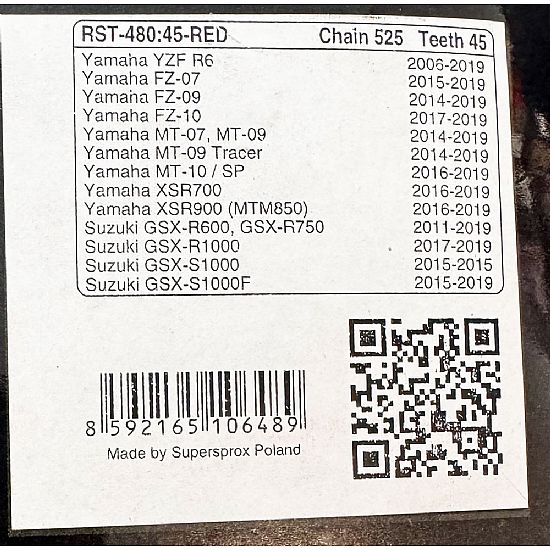 RST-480:45-RED Chain 525 Teeth 45
Yamaha YZF R6 2006-2019
Yamaha FZ-07 2015-2019
Yamaha FZ-09 2014-2019
Yamaha FZ-10 2017-2019
Yamaha MT-07, MT-09 2014-2019
Yamaha MT-09 Tracer 2014-2019
Yamaha MT-10 / SP 2016-2019
Yamaha XSR700 2016-2019
Yamaha XSR900 (MTM850) 2016-2019
Suzuki GSX-R600, GSX-R750 2011-2019
Suzuki GSX-R1000 2017-2019
Suzuki GSX-S1000 2015-2015
Suzuki GSX-S1000F 2015-2019
8 592165 106489
Made by Supersprox Poland